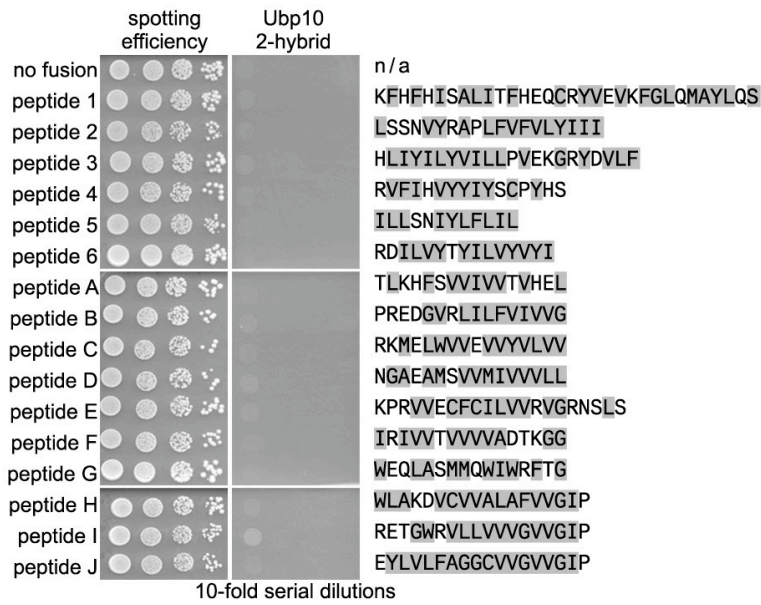 spotting efficiency
Ubp10 2-hybrid
no fusion n/a
peptide 1 KFHFHISALITFHEQCRYVEVKFGLQMAYLQS
peptide 2 LSSNVYRAPLFVFVLYIII
peptide 3 HLIYILYVILLPVEKGRYDVLF
peptide 4 RVFIHVYYIYSCPYHS
peptide 5 ILLSNIYLFLIL
peptide 6 RDILVYTYILVYVYI
peptide A TLKHFSVVIVVTVHEL
peptide B PREDGVRLILFVIVVG
peptide C RKMELWVVEVVYVLVV
peptide D NGAEAMSVVMIVVVLL
peptide E KPRVVECFCILVVRVGRNSLS
peptide F IRIVVTVVVVADTKGG
peptide G WEQLASMMQWIWRFTG
peptide H WLAKDVCVVALAFVVGIP
peptide I RETGWRVLLVVVGVVGIP
peptide J EYLVLFAGGCVVGVVGIP
10-fold serial dilutions